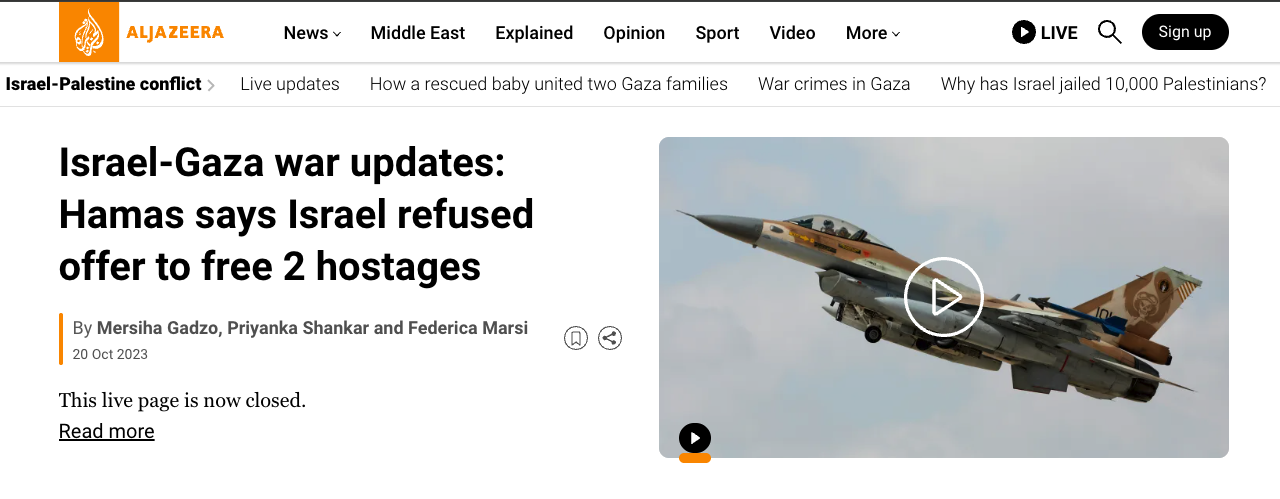 ALJAZEERA
News
Middle East
Explained
Opinion
Sport
Video
More
LIVE
Sign up
Israel-Palestine conflict
Live updates
How a rescued baby united two Gaza families
War crimes in Gaza
Why has Israel jailed 10,000 Palestinians?
Israel-Gaza war updates:
Hamas says Israel refused
offer to free 2 hostages
By Mersiha Gadzo, Priyanka Shankar and Federica Marsi
20 Oct 2023
This live page is now closed.
Read more